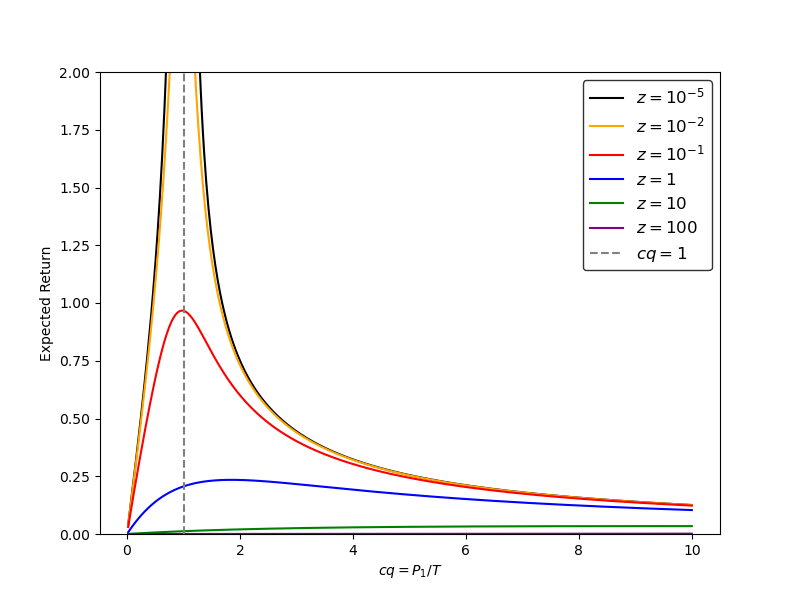 2.00
1.75
1.50
1.25
1.00
0.75
0.50
0.25
0.00
Expected Return
0 2 4 6 8 10
cq = P₁/T
z = 10⁻⁵
z = 10⁻²
z = 10⁻¹
z = 1
z = 10
z = 100
cq = 1